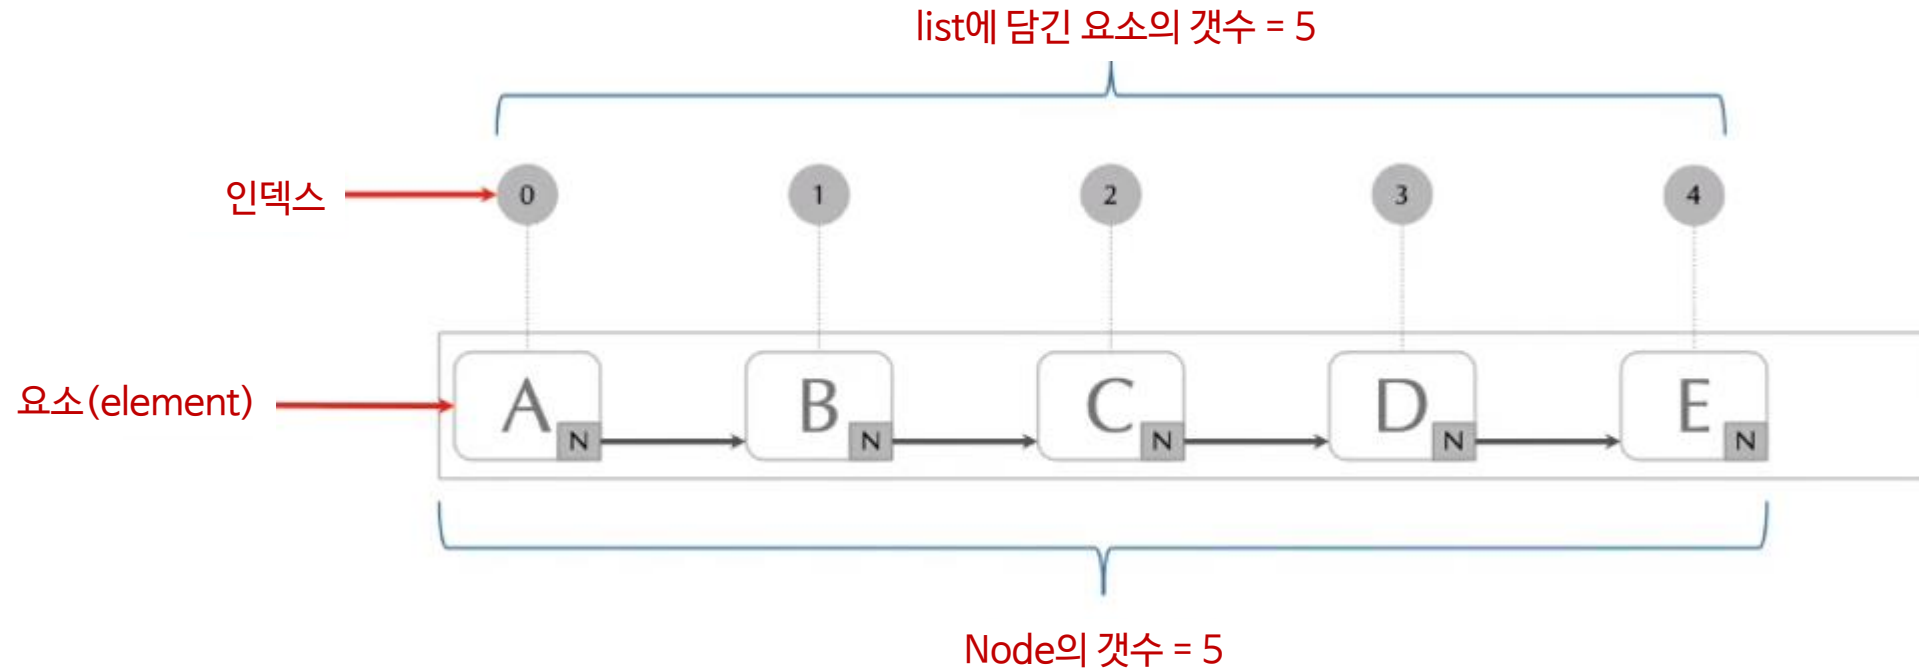 list에 담긴 요소의 갯수 = 5
인덱스
0 1 2 3 4
요소(element)
A N B N C N D N E N
Node의 갯수 = 5